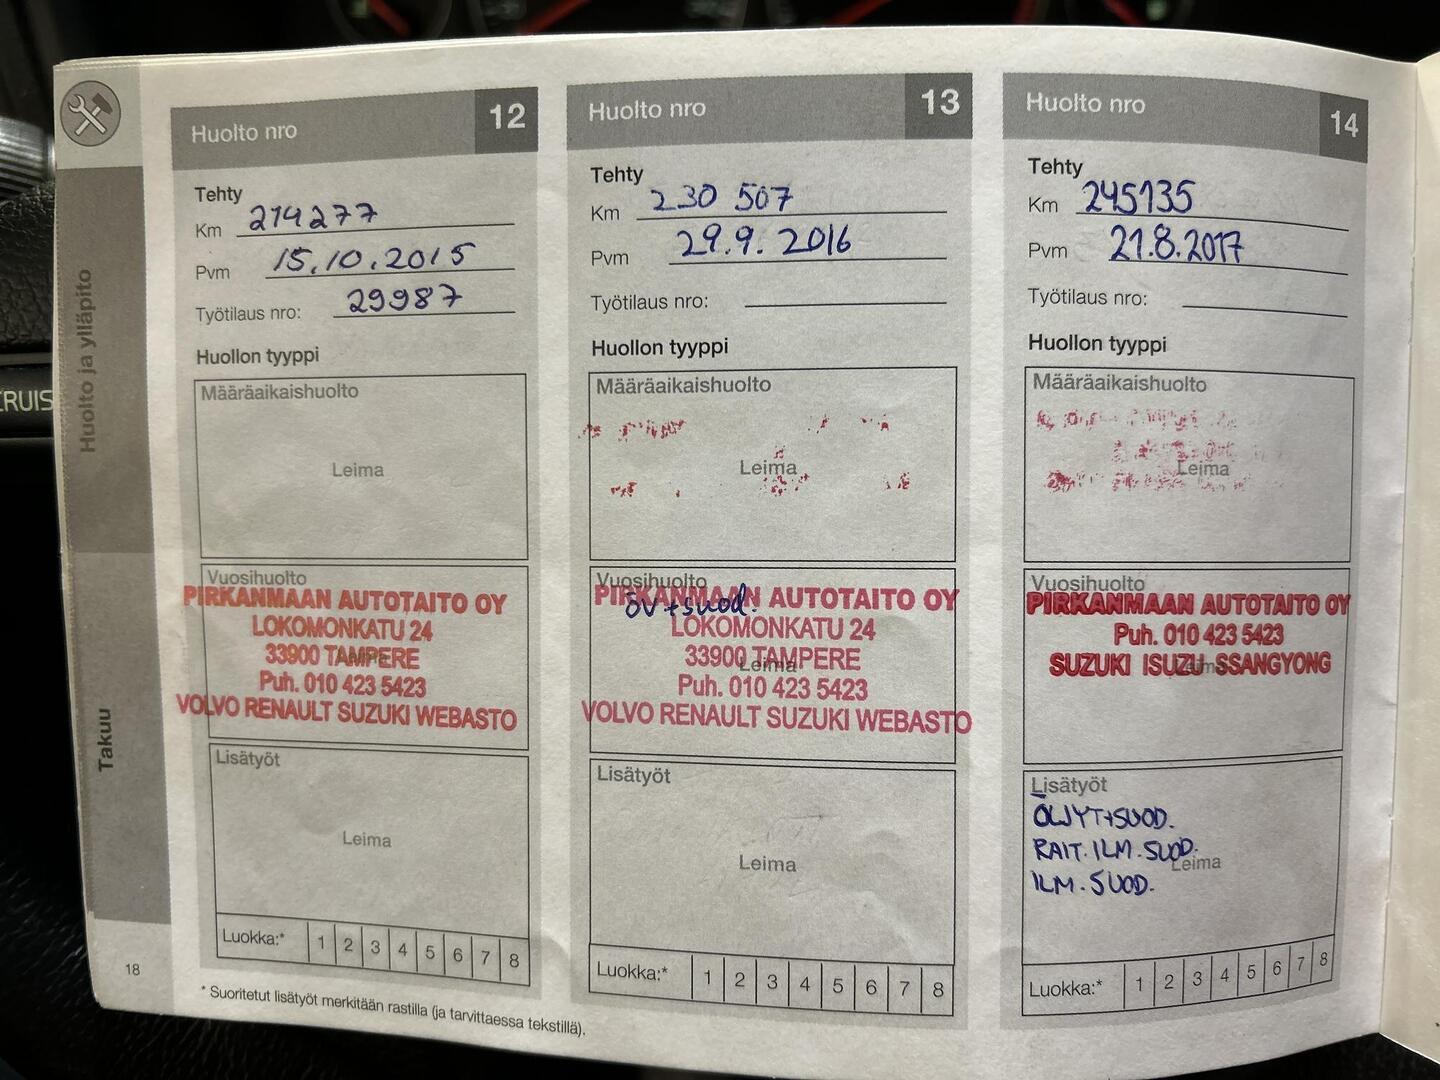 CRUIS
Huolto ja ylläpito
Takuu
Huolto nro 12
Tehty
Km 214277
Pvm 15.10.2015
Työtilaus nro: 29987
Huollon tyyppi
Määräaikaishuolto
Leima
Vuosihuolto
PIRKANMAAN AUTOTAITO OY
LOKOMONKATU 24
33900 TAMPERE
Puh. 010 423 5423
VOLVO RENAULT SUZUKI WEBASTO
Lisätyöt
Leima
Luokka:* 1 2 3 4 5 6 7 8
Huolto nro 13
Tehty
Km 230 507
Pvm 29.9. 2016
Työtilaus nro:
Huollon tyyppi
Määräaikaishuolto
Leima
Vuosihuolto
PIRKANMAAN AUTOTAITO OY
öv+suod.
LOKOMONKATU 24
33900 TAMPERE
Leima
Puh. 010 423 5423
VOLVO RENAULT SUZUKI WEBASTO
Lisätyöt
Leima
Luokka:* 1 2 3 4 5 6 7 8
Huolto nro 14
Tehty
Km 245135
Pvm 21.8.2017
Työtilaus nro:
Huollon tyyppi
Määräaikaishuolto
Leima
Vuosihuolto
PIRKANMAAN AUTOTAITO OY
Puh. 010 423 5423
SUZUKI ISUZU SSANGYONG
Lisätyöt
ÖLJYT+SUOD.
RAIT.ILM.SUOD.
Leima
ILM.SUOD.
Luokka:* 1 2 3 4 5 6 7 8
18
* Suoritetut lisätyöt merkitään rastilla (ja tarvittaessa tekstillä).